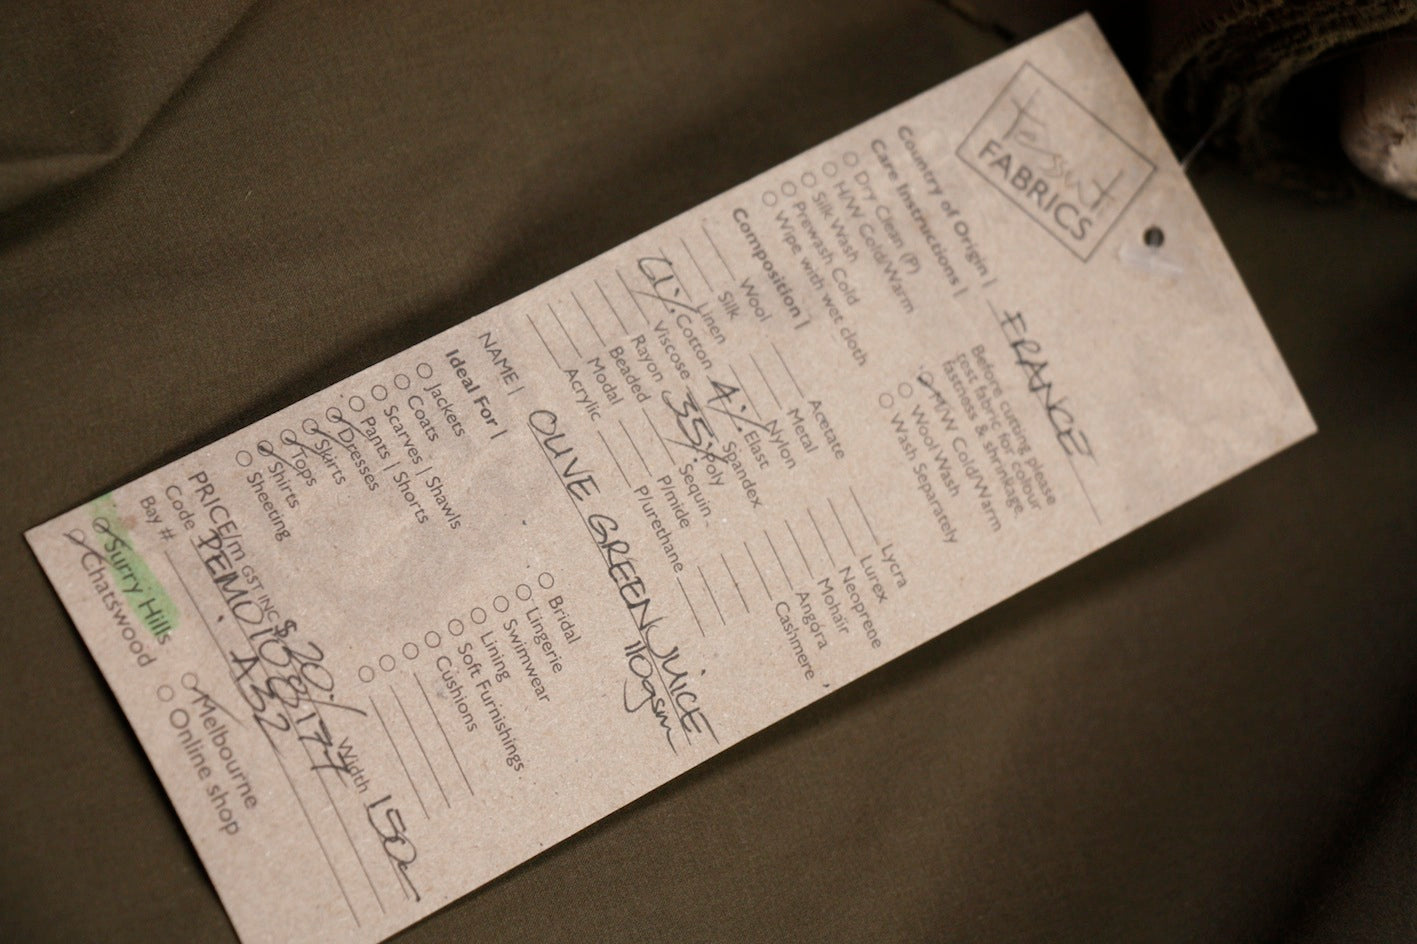 Tessuti
FABRICS
Country of Origin | FRANCE
Care Instructions | Before cutting please
test fabric for colour
fastness & shrinkage
Dry Clean (P)
H/W Cold/Warm
Silk Wash
Prewash Cold
Wipe with wet cloth
M/W Cold/Warm
Wool Wash
Wash Separately
Composition |
Wool Acetate Lycra
Silk Metal Lurex
Linen Nylon Neoprene
61% Cotton 4% Elast Mohair
Viscose Spandex Angora
Rayon 35% Poly Cashmere
Beaded Sequin
Modal P/mide
Acrylic P/urethane
NAME | OLIVE GREEN JUICE
110gsm
Ideal For |
Jackets Bridal
Coats Lingerie
Scarves | Shawls Swimwear
Pants | Shorts Lining
Dresses Soft Furnishings
Skirts Cushions
Tops
Shirts
Sheeting
PRICE/m GST INC $20/ Width 150c
Code DEMO108177
Bay # A32
Surry Hills Melbourne
Chatswood Online shop